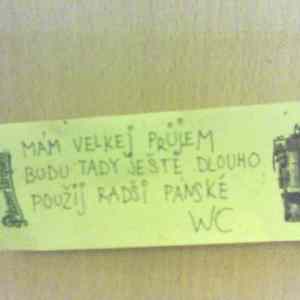 MÁM VELKEJ PRŮJEM
BUDU TADY JEŠTĚ DLOUHO
POUŽIJ RADŠI PÁNSKÉ
WC